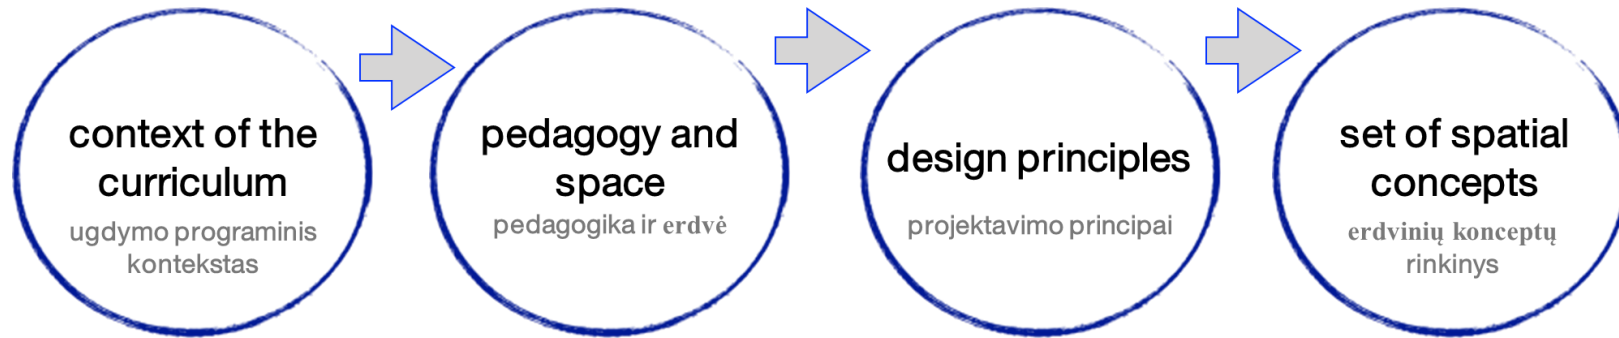 context of the
curriculum
ugdymo programinis
kontekstas
pedagogy and
space
pedagogika ir erdvė
design principles
projektavimo principai
set of spatial
concepts
erdvinių konceptų
rinkinys